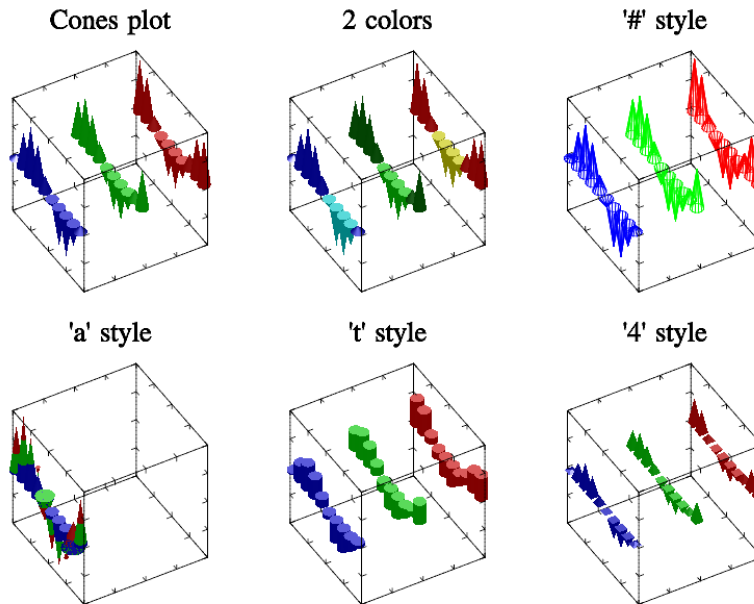 Cones plot
2 colors
'#' style
'a' style
't' style
'4' style